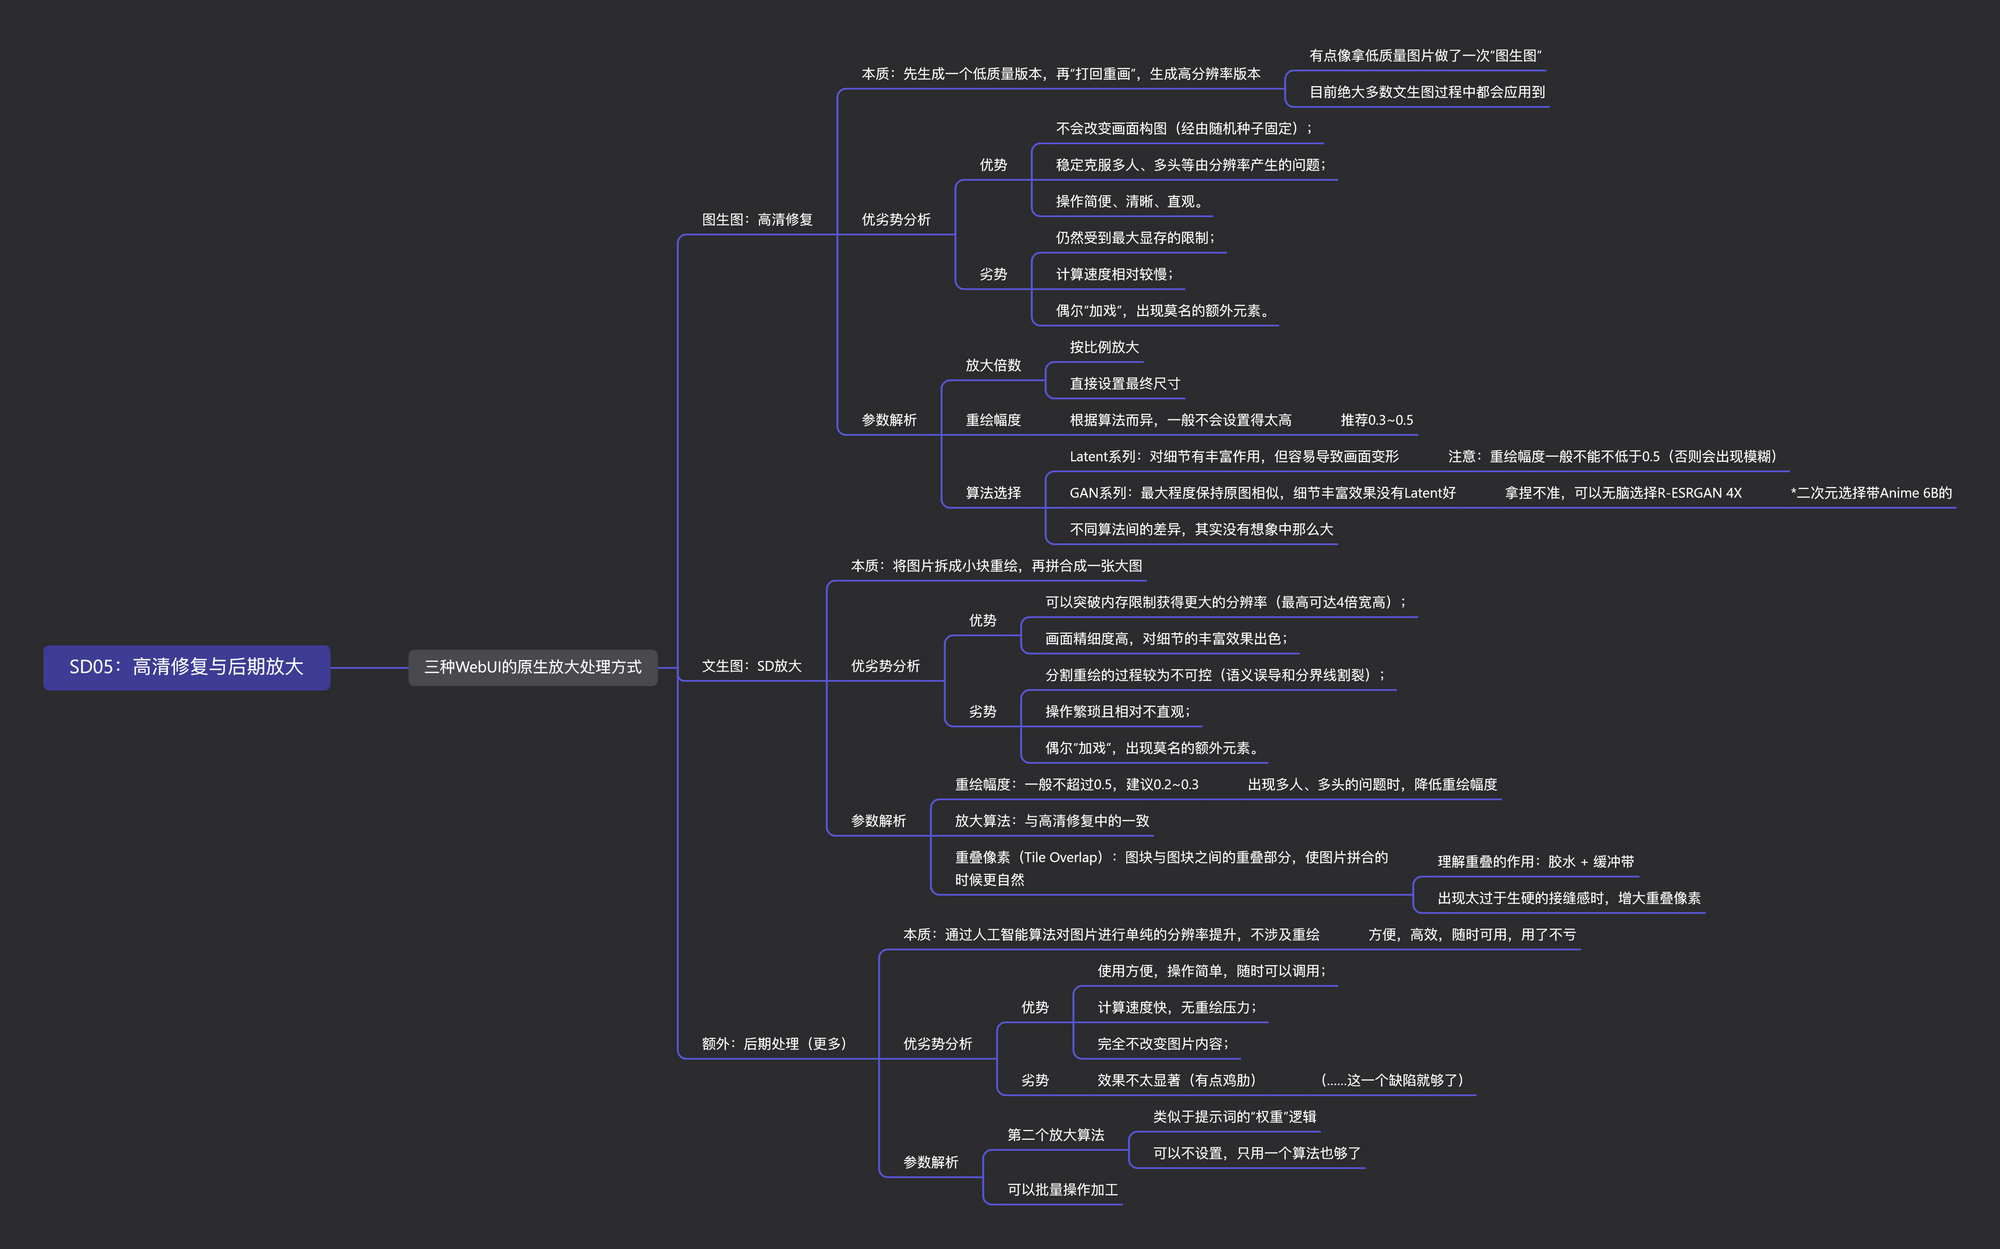 SD05：高清修复与后期放大
三种WebUI的原生放大处理方式
图生图：高清修复
本质：先生成一个低质量版本，再“打回重画”，生成高分辨率版本
有点像拿低质量图片做了一次“图生图”
目前绝大多数文生图过程中都会应用到
优劣势分析
优势
不会改变画面构图（经由随机种子固定）；
稳定克服多人、多头等由分辨率产生的问题；
操作简便、清晰、直观。
劣势
仍然受到最大显存的限制；
计算速度相对较慢；
偶尔“加戏”，出现莫名的额外元素。
参数解析
放大倍数
按比例放大
直接设置最终尺寸
重绘幅度
根据算法而异，一般不会设置得太高
推荐0.3~0.5
算法选择
Latent系列：对细节有丰富作用，但容易导致画面变形
注意：重绘幅度一般不能不低于0.5（否则会出现模糊）
GAN系列：最大程度保持原图相似，细节丰富效果没有Latent好
拿捏不准，可以无脑选择R-ESRGAN 4X
*二次元选择带Anime 6B的
不同算法间的差异，其实没有想象中那么大
文生图：SD放大
本质：将图片拆成小块重绘，再拼合成一张大图
优劣势分析
优势
可以突破内存限制获得更大的分辨率（最高可达4倍宽高）；
画面精细度高，对细节的丰富效果出色；
劣势
分割重绘的过程较为不可控（语义误导和分界线割裂）；
操作繁琐且相对不直观；
偶尔“加戏”，出现莫名的额外元素。
参数解析
重绘幅度：一般不超过0.5，建议0.2~0.3
出现多人、多头的问题时，降低重绘幅度
放大算法：与高清修复中的一致
重叠像素（Tile Overlap）：图块与图块之间的重叠部分，使图片拼合的
时候更自然
理解重叠的作用：胶水 + 缓冲带
出现太过于生硬的接缝感时，增大重叠像素
额外：后期处理（更多）
本质：通过人工智能算法对图片进行单纯的分辨率提升，不涉及重绘
方便，高效，随时可用，用了不亏
优劣势分析
优势
使用方便，操作简单，随时可以调用；
计算速度快，无重绘压力；
完全不改变图片内容；
劣势
效果不太显著（有点鸡肋）
（……这一个缺陷就够了）
参数解析
第二个放大算法
类似于提示词的“权重”逻辑
可以不设置，只用一个算法也够了
可以批量操作加工